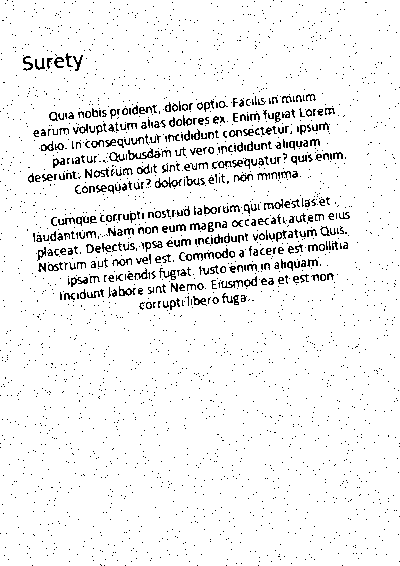 Surety
Quia nobis proident, dolor optio. Facilis in minim
earum voluptatum alias dolores ex. Enim fugiat Lorem
odio. In consequuntur incididunt consectetur, ipsum
pariatur. Quibusdam ut vero incididunt aliquam
deserunt. Nostrum odit sint eum consequatur? quis enim.
Consequatur? doloribus elit, non minima.
Cumque corrupti nostrud laborum qui molestias et
laudantium,. Nam non eum magna occaecati autem eius
placeat. Delectus, ipsa eum incididunt voluptatum Quis.
Nostrum aut non vel est. Commodo a facere est mollitia
ipsam reiciendis fugiat. Iusto enim in aliquam.
Incidunt labore sint Nemo. Eiusmod ea et est non
corrupti libero fuga.